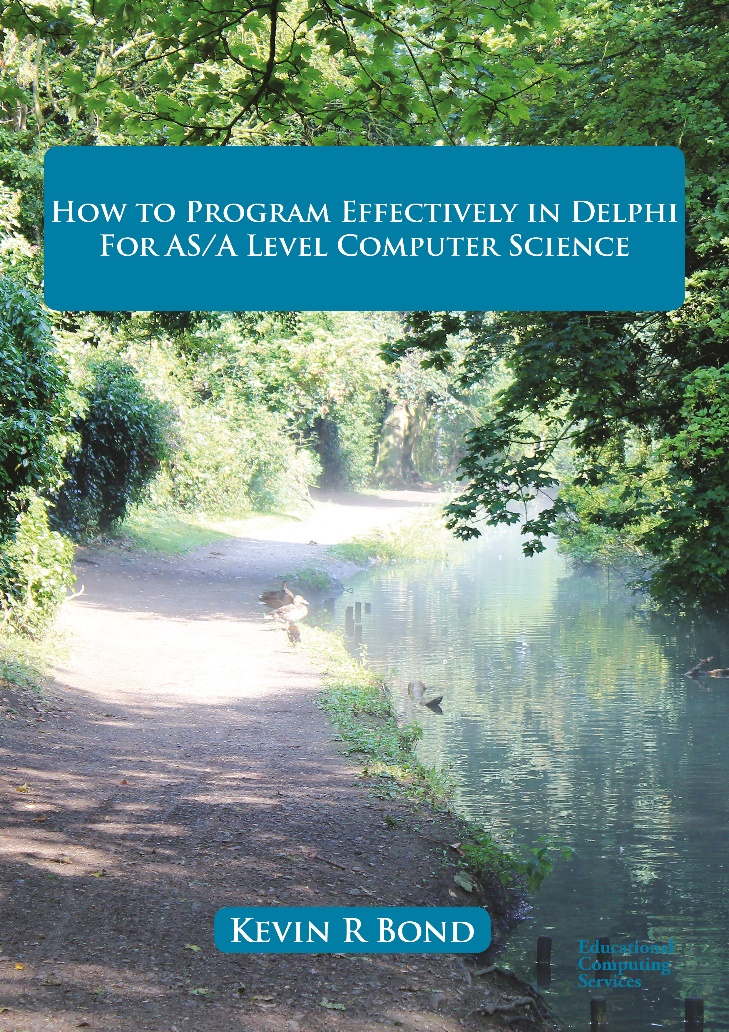 How to Program Effectively in Delphi
For AS/A Level Computer Science
Kevin R Bond
Educational
Computing
Services